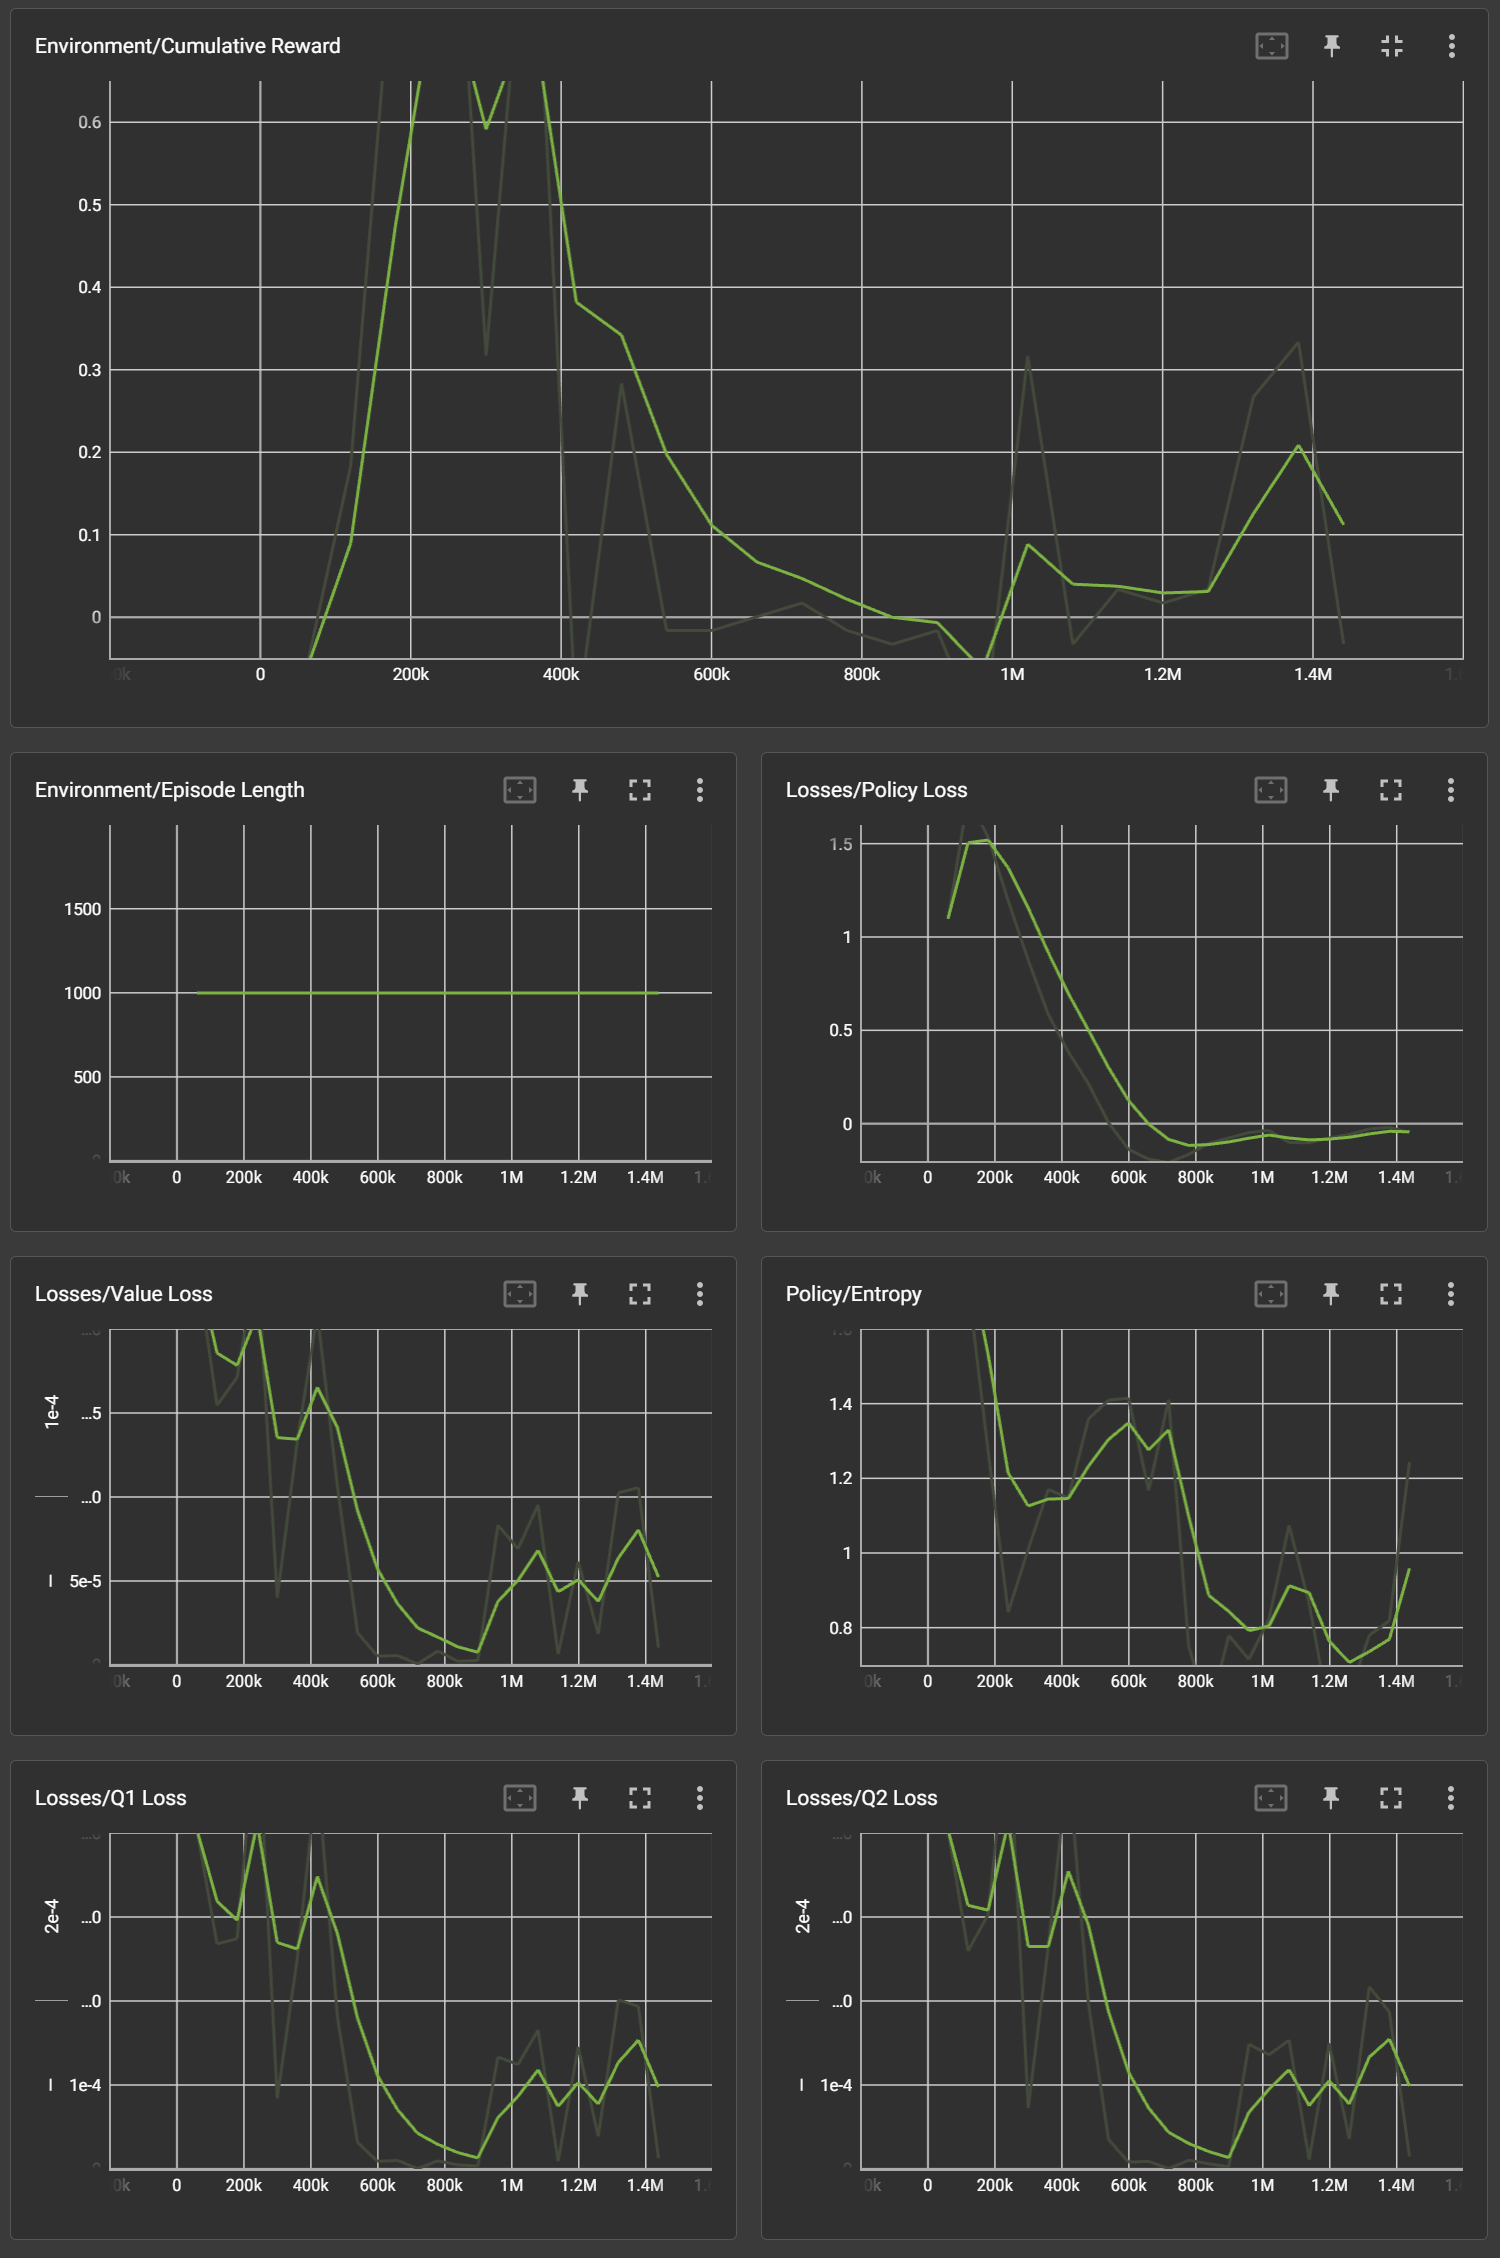 Environment/Cumulative Reward
0.6
0.5
0.4
0.3
0.2
0.1
0
0k 0 200k 400k 600k 800k 1M 1.2M 1.4M
Environment/Episode Length
1500
1000
500
0k 0 200k 400k 600k 800k 1M 1.2M 1.4M
Losses/Policy Loss
1.5
1
0.5
0
0k 0 200k 400k 600k 800k 1M 1.2M 1.4M
Losses/Value Loss
1e-4
...5
...0
5e-5
0k 0 200k 400k 600k 800k 1M 1.2M 1.4M
Policy/Entropy
1.4
1.2
1
0.8
0k 0 200k 400k 600k 800k 1M 1.2M 1.4M
Losses/Q1 Loss
2e-4
...0
...0
1e-4
0k 0 200k 400k 600k 800k 1M 1.2M 1.4M
Losses/Q2 Loss
2e-4
...0
...0
1e-4
0k 0 200k 400k 600k 800k 1M 1.2M 1.4M